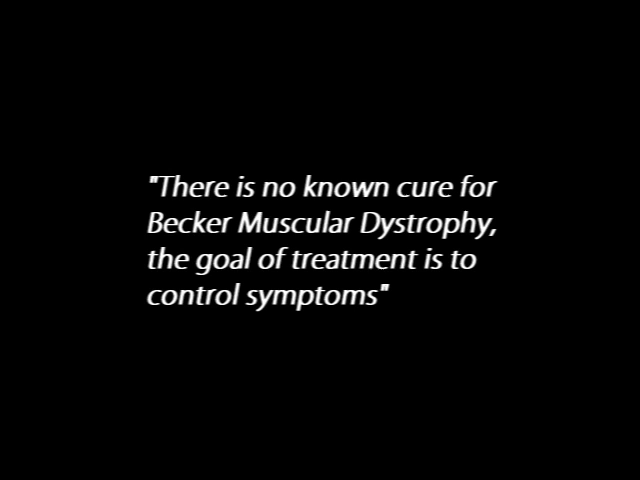 "There is no known cure for
Becker Muscular Dystrophy,
the goal of treatment is to
control symptoms"